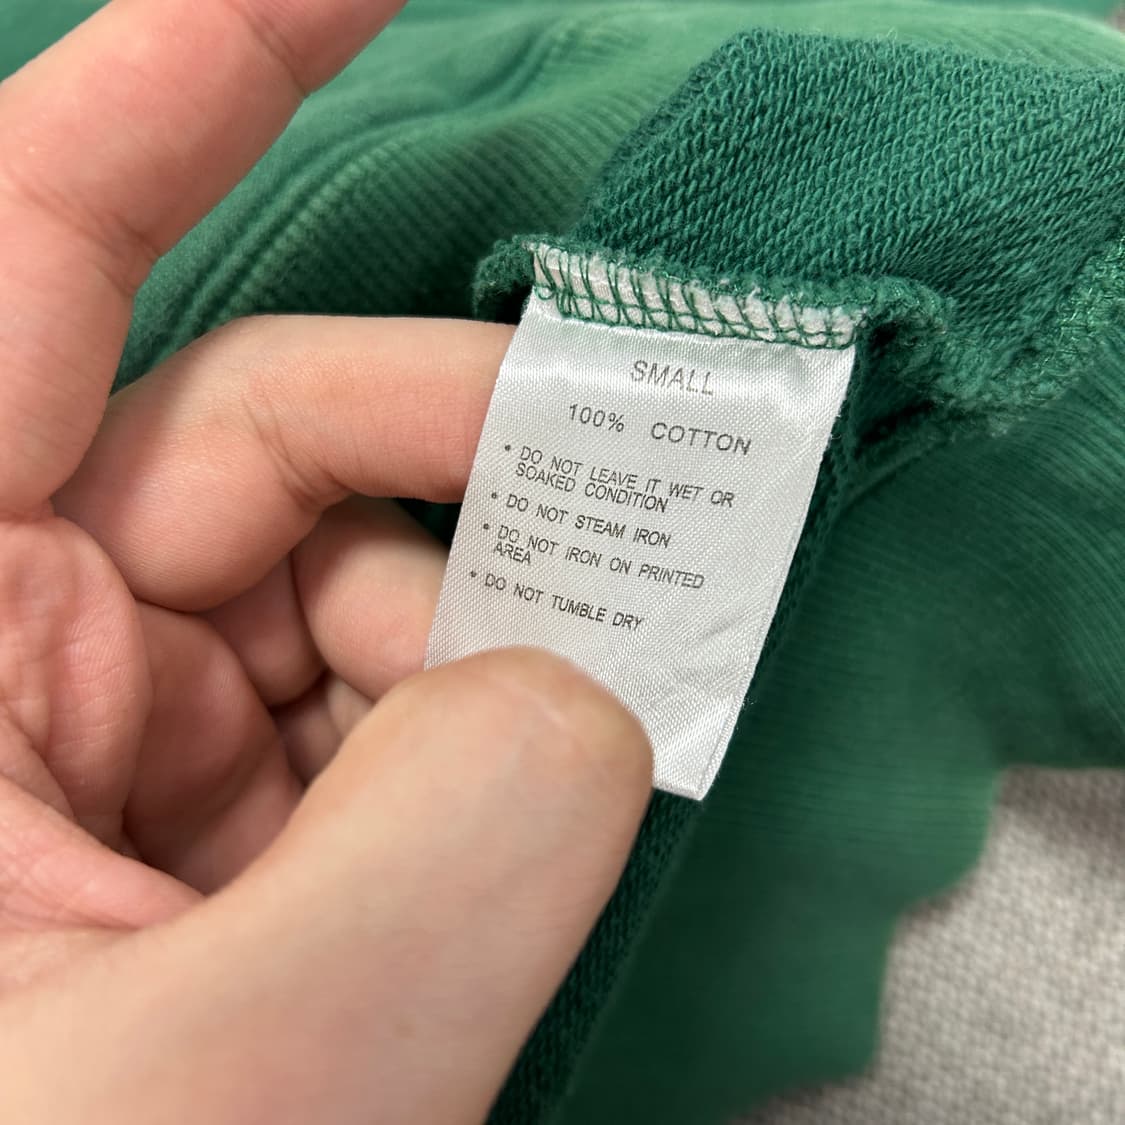 SMALL
100% COTTON
• DO NOT LEAVE IT WET OR
SOAKED CONDITION
• DO NOT STEAM IRON
• DO NOT IRON ON PRINTED
AREA
• DO NOT TUMBLE DRY